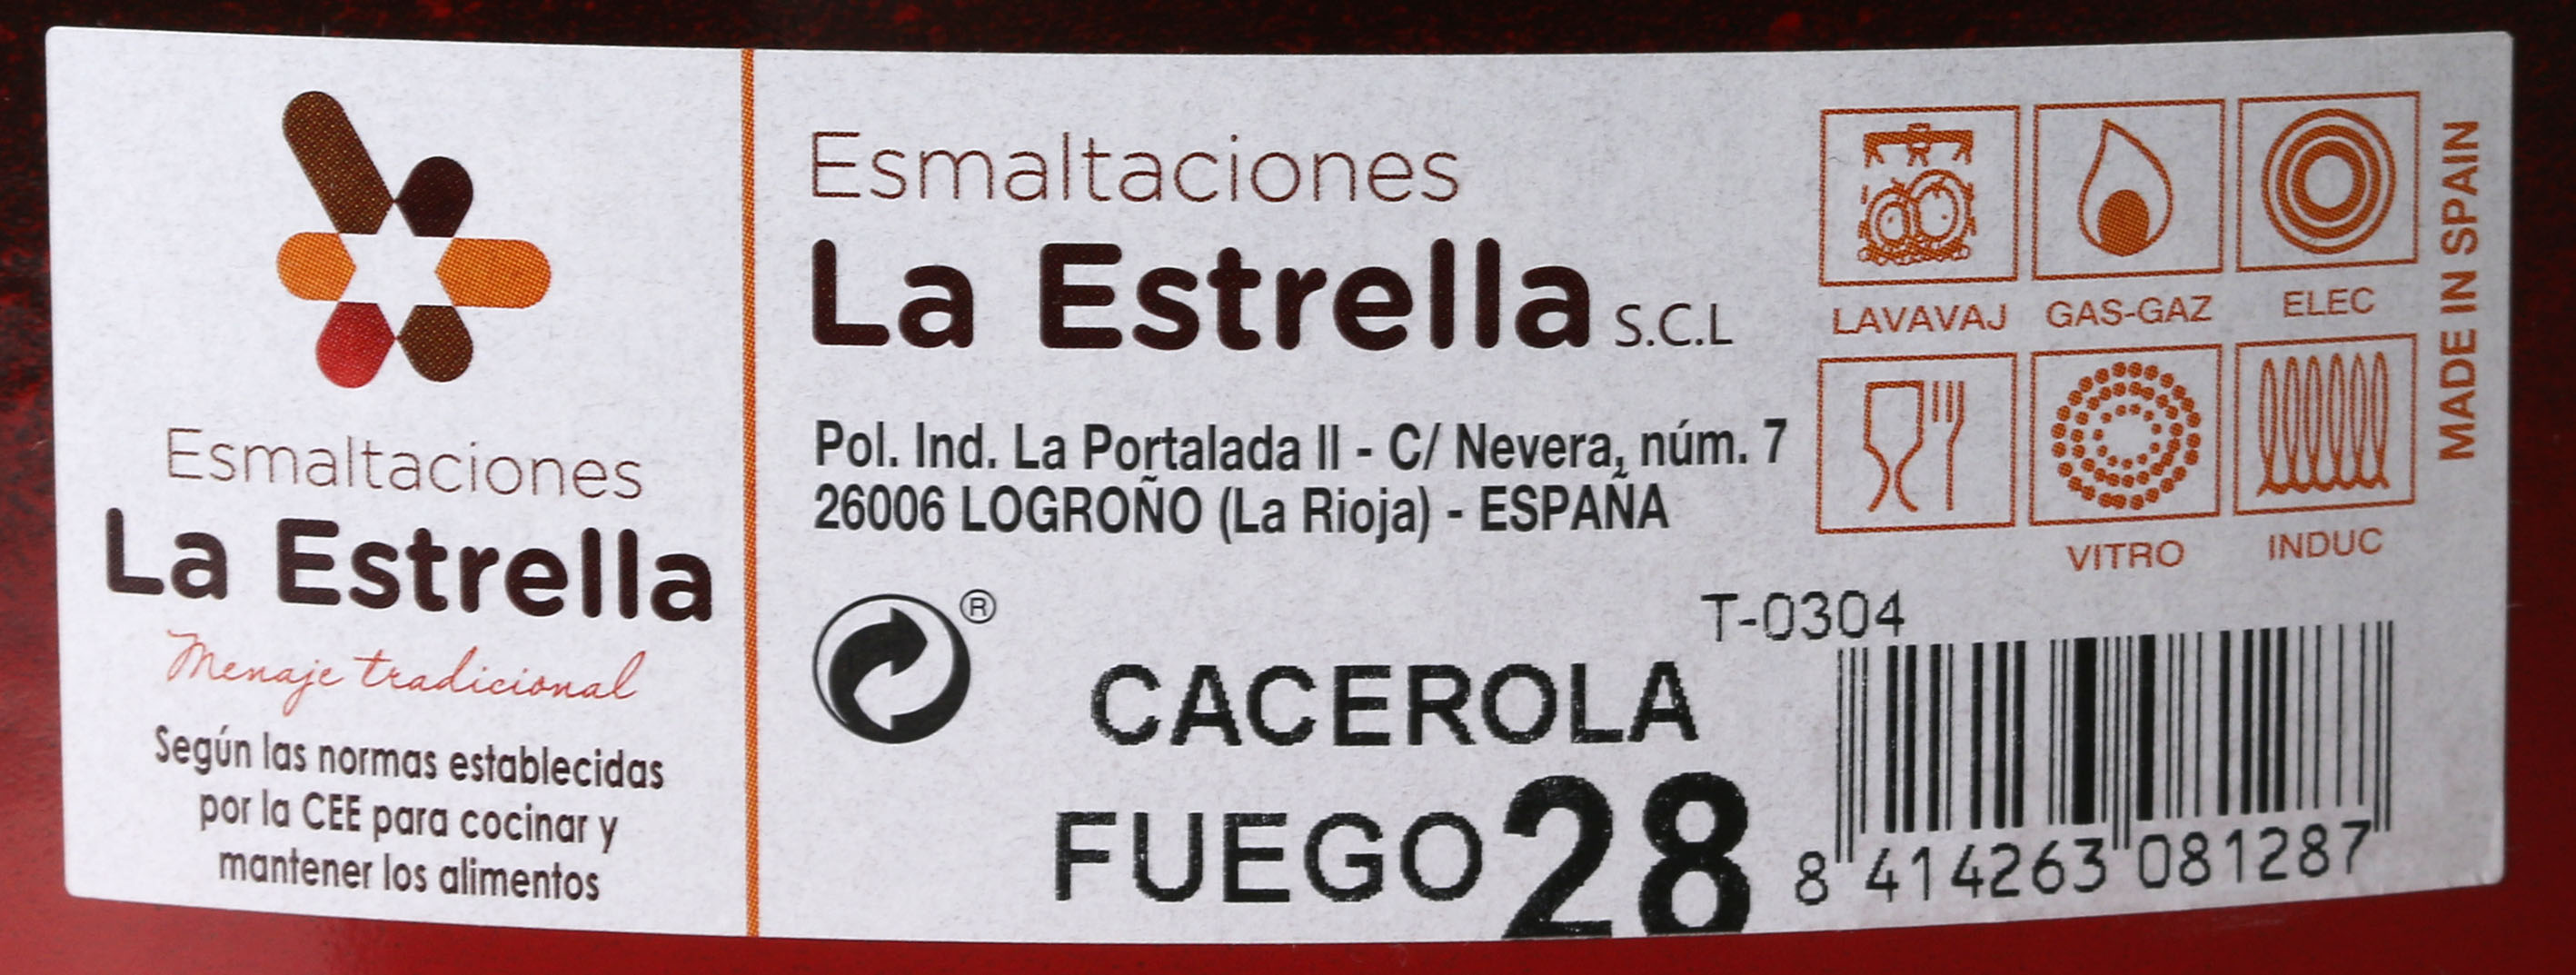 Esmaltaciones
La Estrella
Menaje tradicional
Según las normas establecidas
por la CEE para cocinar y
mantener los alimentos
Esmaltaciones
La Estrella S.C.L
Pol. Ind. La Portalada II - C/ Nevera, núm. 7
26006 LOGROÑO (La Rioja) - ESPAÑA
LAVAVAJ GAS-GAZ ELEC
VITRO INDUC
MADE IN SPAIN
®
T-0304
CACEROLA
FUEGO 28
8 414263 081287